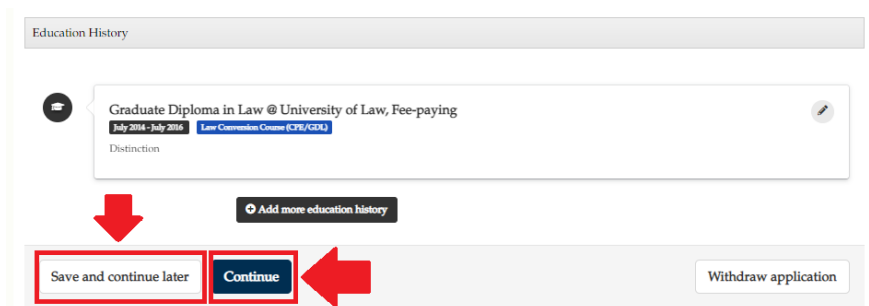 Education History
Graduate Diploma in Law @ University of Law, Fee-paying
July 2014 - July 2016 Law Conversion Course (CPE/GDL)
Distinction
Add more education history
Save and continue later Continue Withdraw application